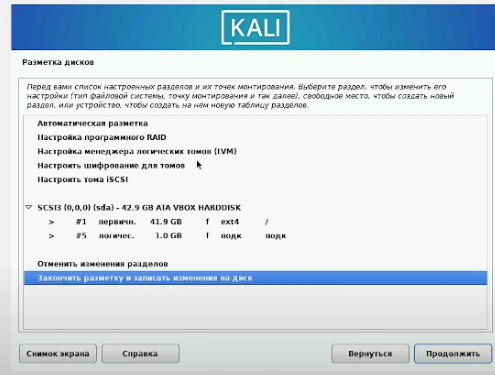 KALI
Разметка дисков
Перед вами список настроенных разделов и их точек монтирования. Выберите раздел, чтобы изменить его
настройки (тип файловой системы, точку монтирования и так далее), свободное место, чтобы создать новый
раздел, или устройство, чтобы создать на нём новую таблицу разделов.
Автоматическая разметка
Настройка программного RAID
Настройка менеджера логических томов (LVM)
Настроить шифрование для томов
Настроить тома iSCSI
SCSI3 (0,0,0) (sda) - 42.9 GB ATA VBOX HARDDISK
> #1 первичн. 41.9 GB f ext4 /
> #5 логичес. 1.0 GB f подк подк
Отменить изменения разделов
Закончить разметку и записать изменения на диск
Снимок экрана Справка Вернуться Продолжить